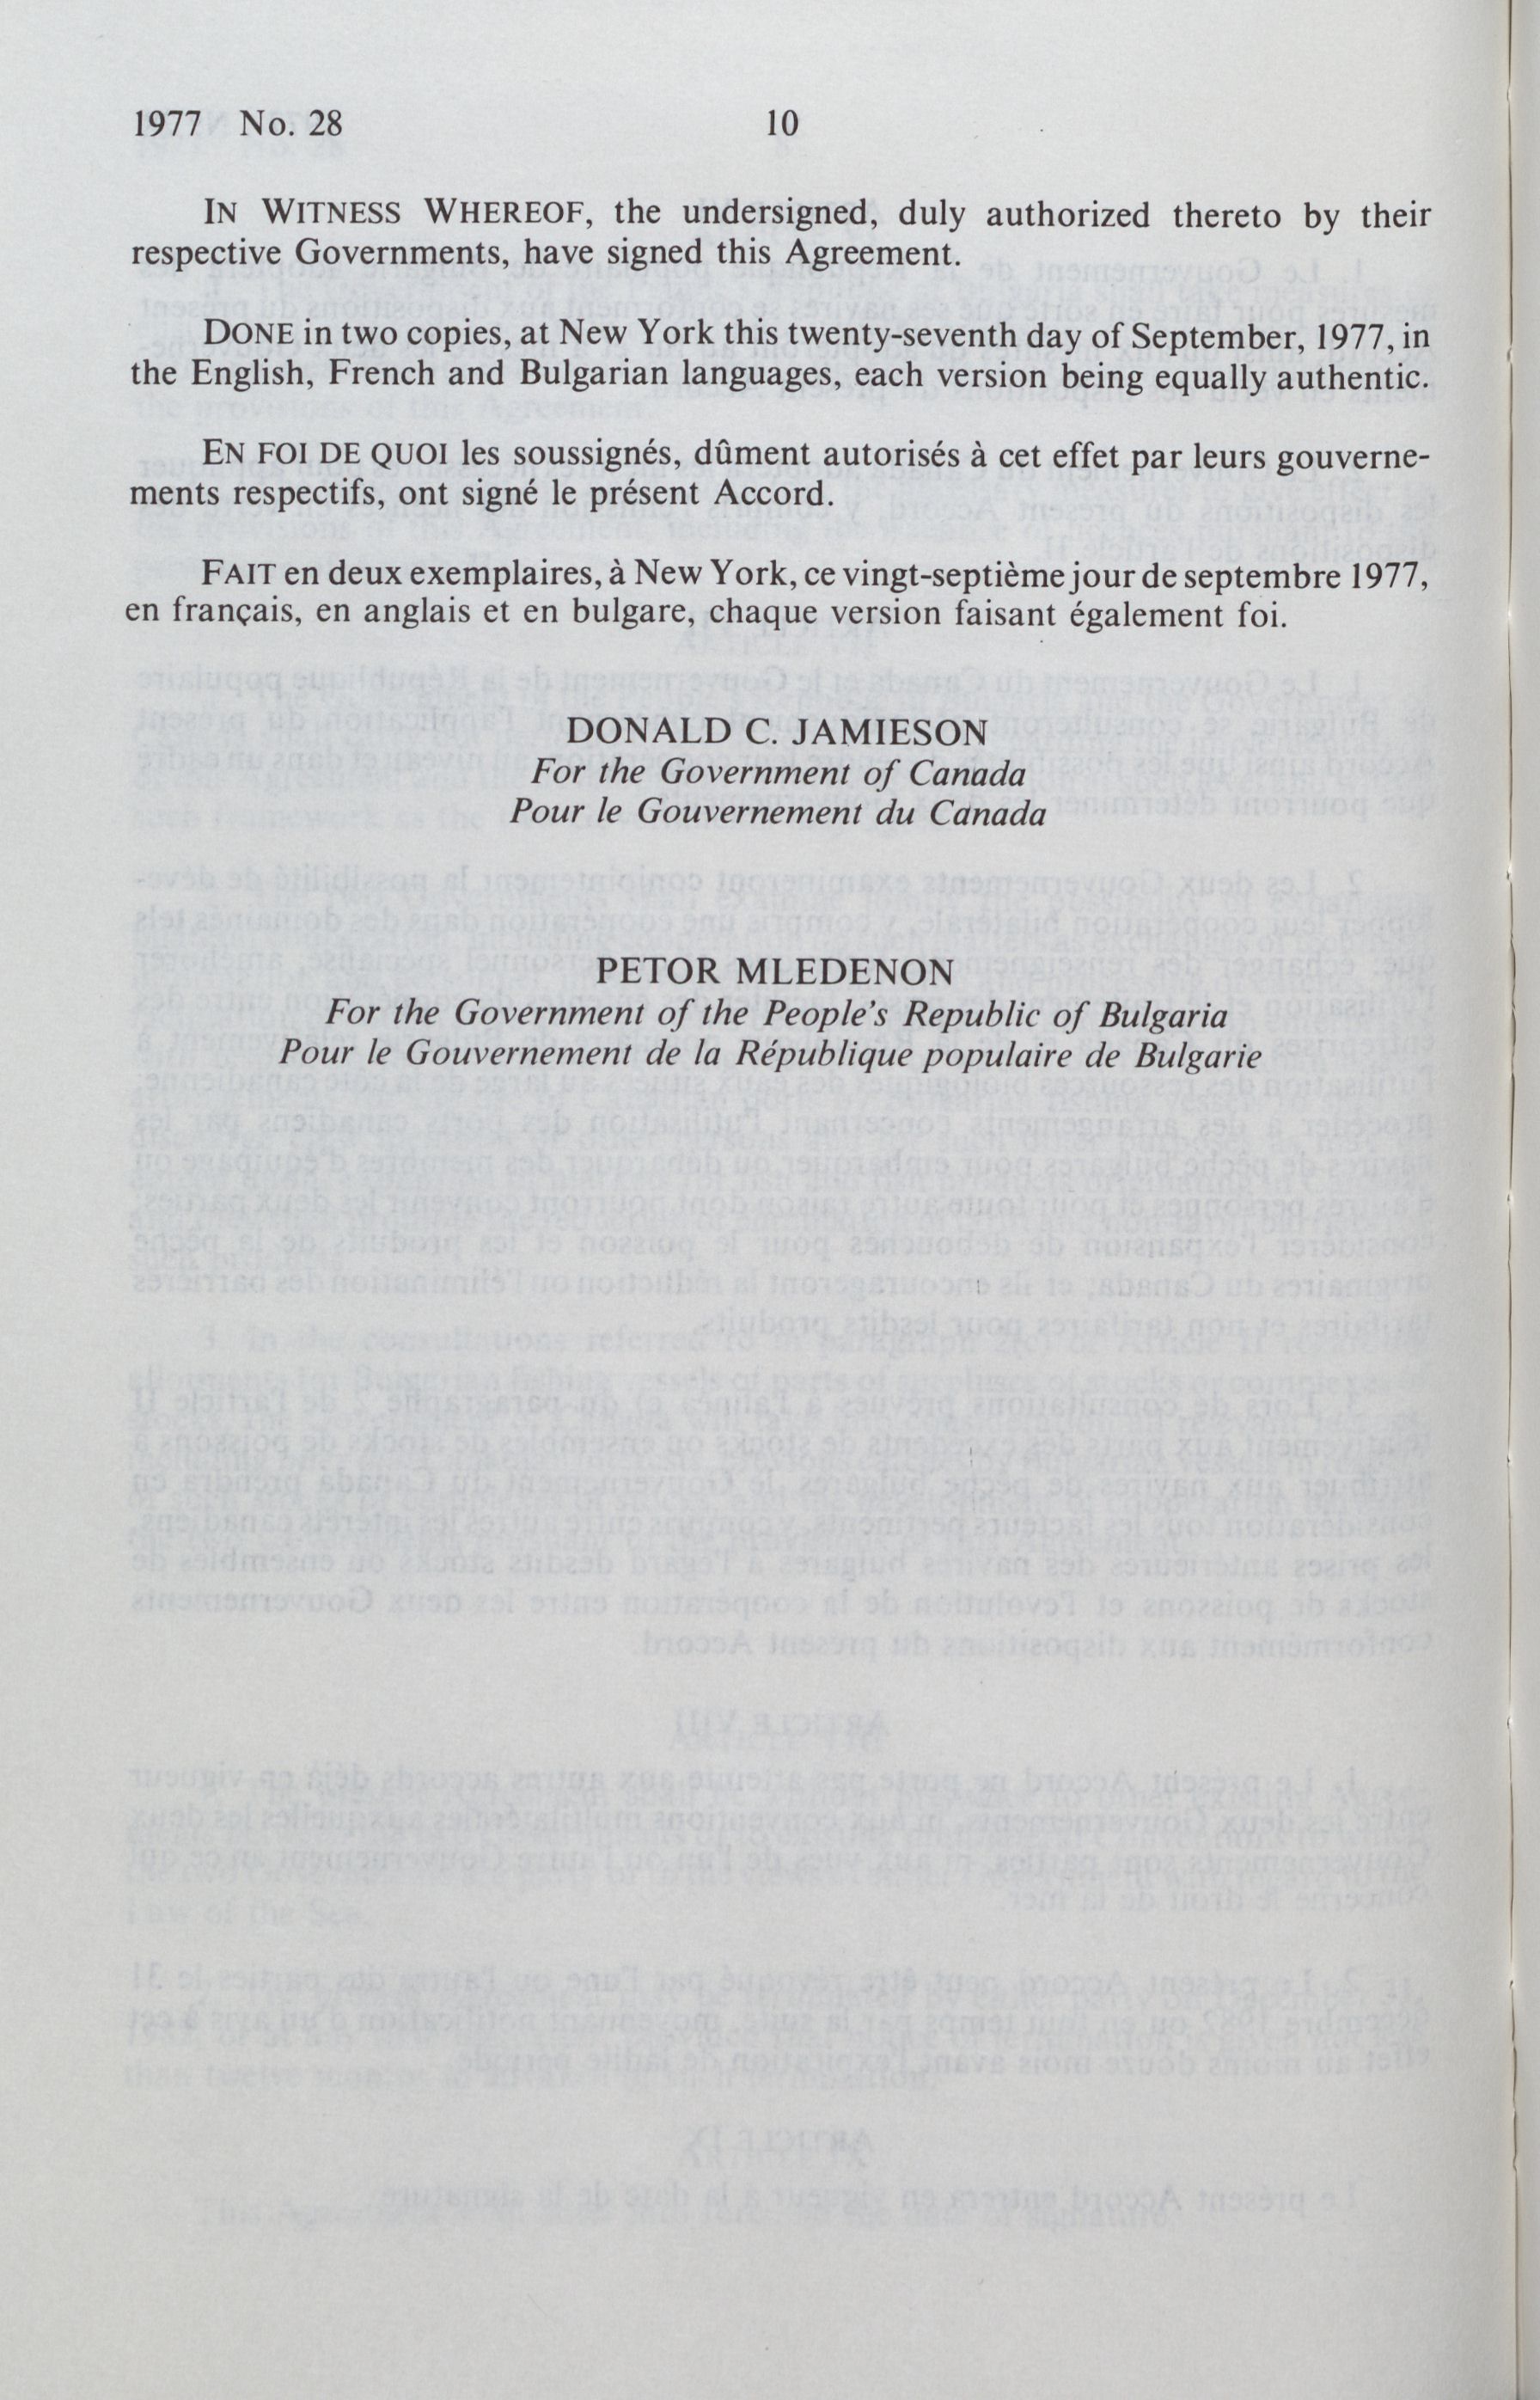 1977 No. 28 10
IN WITNESS WHEREOF, the undersigned, duly authorized thereto by their
respective Governments, have signed this Agreement.
DONE in two copies, at New York this twenty-seventh day of September, 1977, in
the English, French and Bulgarian languages, each version being equally authentic.
EN FOI DE QUOI les soussignés, dûment autorisés à cet effet par leurs gouverne-
ments respectifs, ont signé le présent Accord.
FAIT en deux exemplaires, à New York, ce vingt-septième jour de septembre 1977,
en français, en anglais et en bulgare, chaque version faisant également foi.
DONALD C. JAMIESON
For the Government of Canada
Pour le Gouvernement du Canada
PETOR MLEDENON
For the Government of the People's Republic of Bulgaria
Pour le Gouvernement de la République populaire de Bulgarie